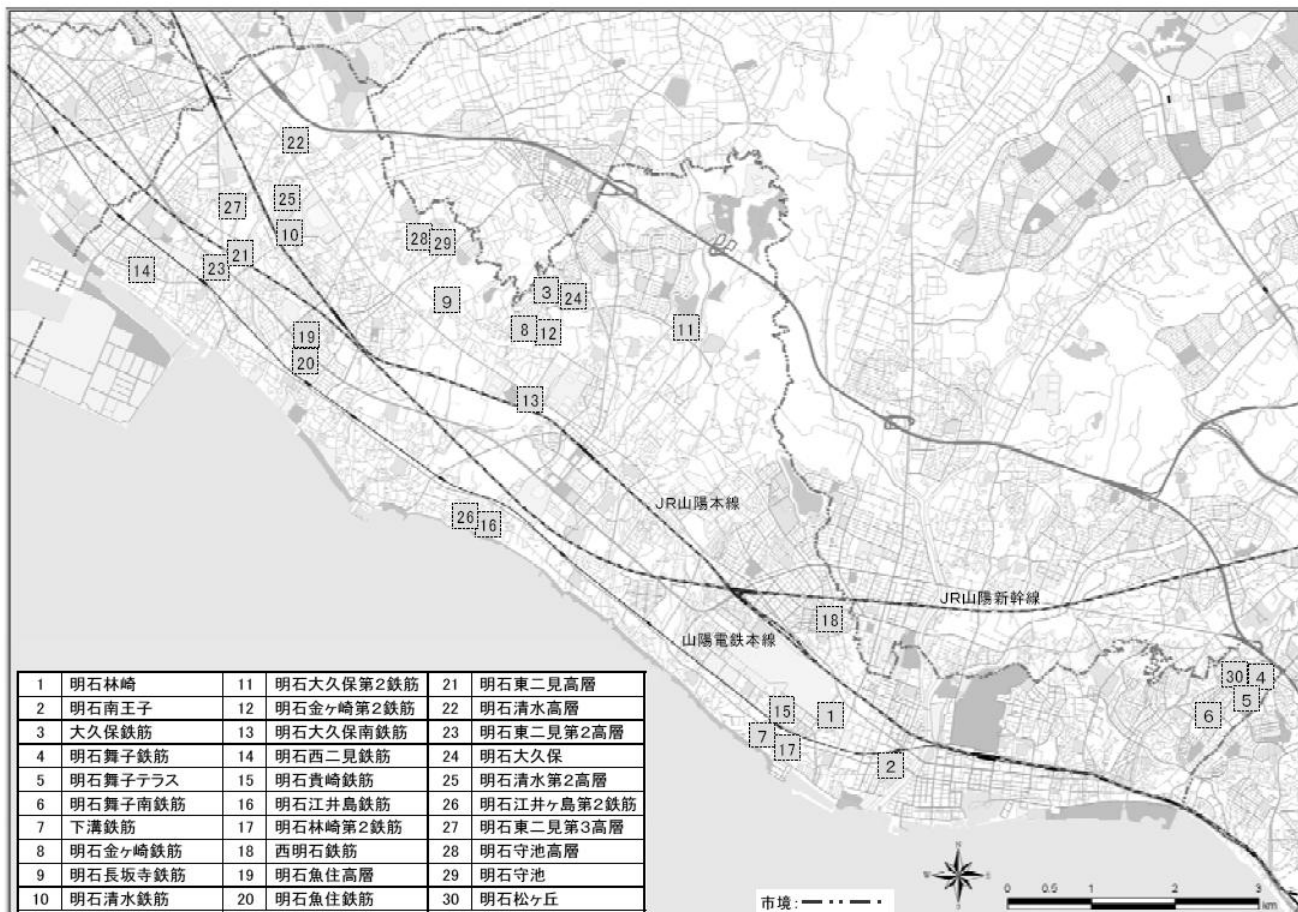 22
25
27
10
28
29
21
23
14
3
24
9
8
12
11
19
20
13
JR山陽本線
26
16
JR山陽新幹線
18
山陽電鉄本線
30
4
5
6
15
1
7
17
2
1 明石林崎 11 明石大久保第2鉄筋 21 明石東二見高層
2 明石南王子 12 明石金ヶ崎第2鉄筋 22 明石清水高層
3 大久保鉄筋 13 明石大久保南鉄筋 23 明石東二見第2高層
4 明石舞子鉄筋 14 明石西二見鉄筋 24 明石大久保
5 明石舞子テラス 15 明石貴崎鉄筋 25 明石清水第2高層
6 明石舞子南鉄筋 16 明石江井島鉄筋 26 明石江井ヶ島第2鉄筋
7 下溝鉄筋 17 明石林崎第2鉄筋 27 明石東二見第3高層
8 明石金ヶ崎鉄筋 18 西明石鉄筋 28 明石守池高層
9 明石長坂寺鉄筋 19 明石魚住高層 29 明石守池
10 明石清水鉄筋 20 明石魚住鉄筋 30 明石松ヶ丘
市境:
N
W E
S
0 0.5 1 2 3
km